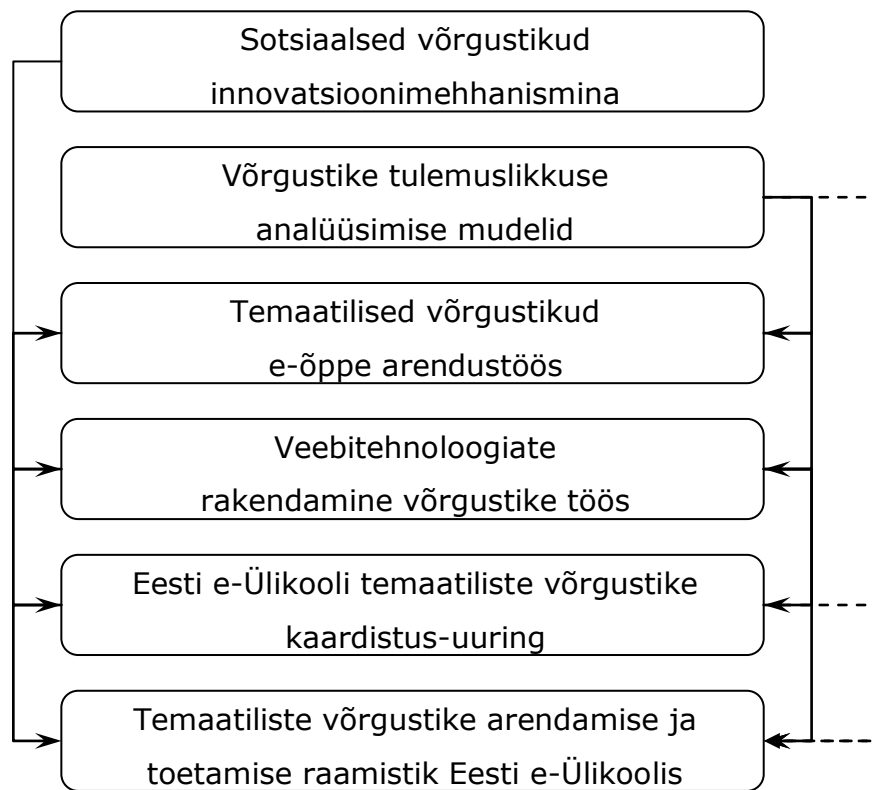 Sotsiaalsed võrgustikud
innovatsioonimehhanismina
Võrgustike tulemuslikkuse
analüüsimise mudelid
Temaatilised võrgustikud
e-õppe arendustöös
Veebitehnoloogiate
rakendamine võrgustike töös
Eesti e-Ülikooli temaatiliste võrgustike
kaardistus-uuring
Temaatiliste võrgustike arendamise ja
toetamise raamistik Eesti e-Ülikoolis